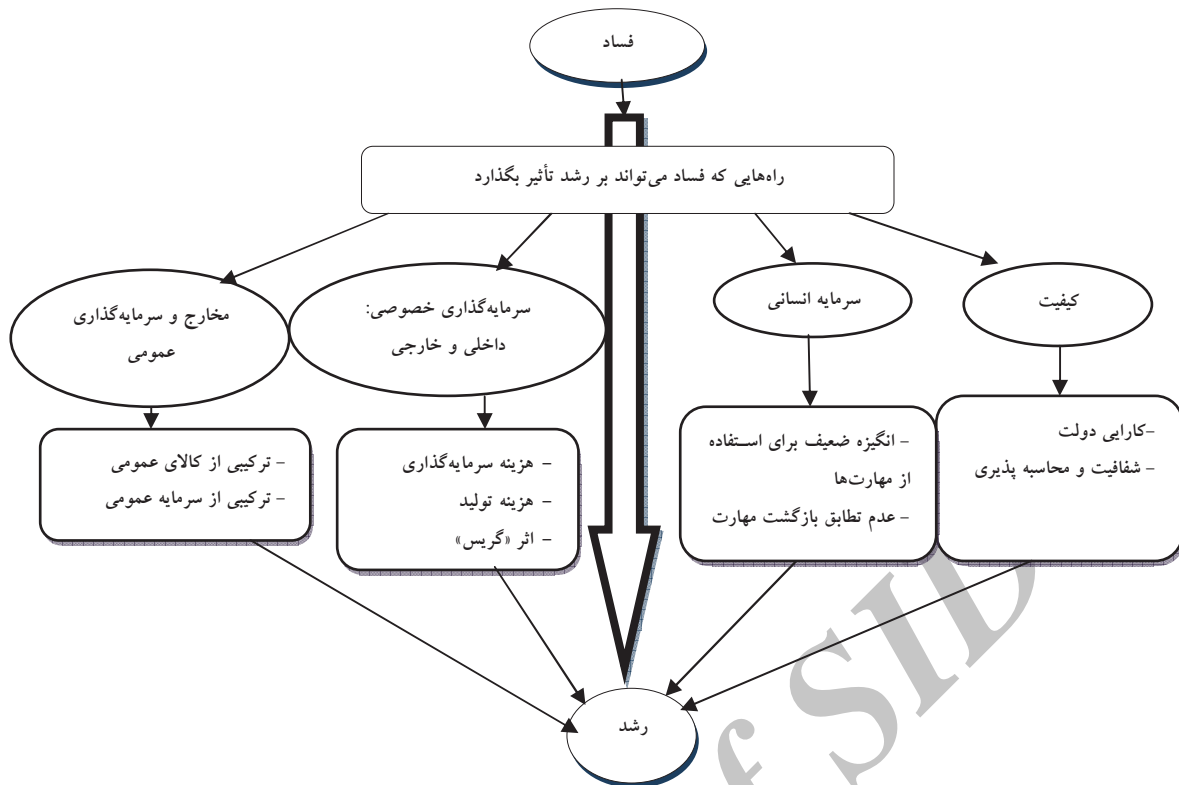 فساد
راه‌هایی که فساد می‌تواند بر رشد تأثیر بگذارد
کیفیت
سرمایه انسانی
سرمایه‌گذاری خصوصی:
داخلی و خارجی
مخارج و سرمایه‌گذاری
عمومی
–کارایی دولت
– شفافیت و محاسبه پذیری
– انگیزه ضعیف برای استفاده
از مهارت‌ها
– عدم تطابق بازگشت مهارت
– هزینه سرمایه‌گذاری
– هزینه تولید
– اثر «گریس»
– ترکیبی از کالای عمومی
– ترکیبی از سرمایه عمومی
رشد
f SID